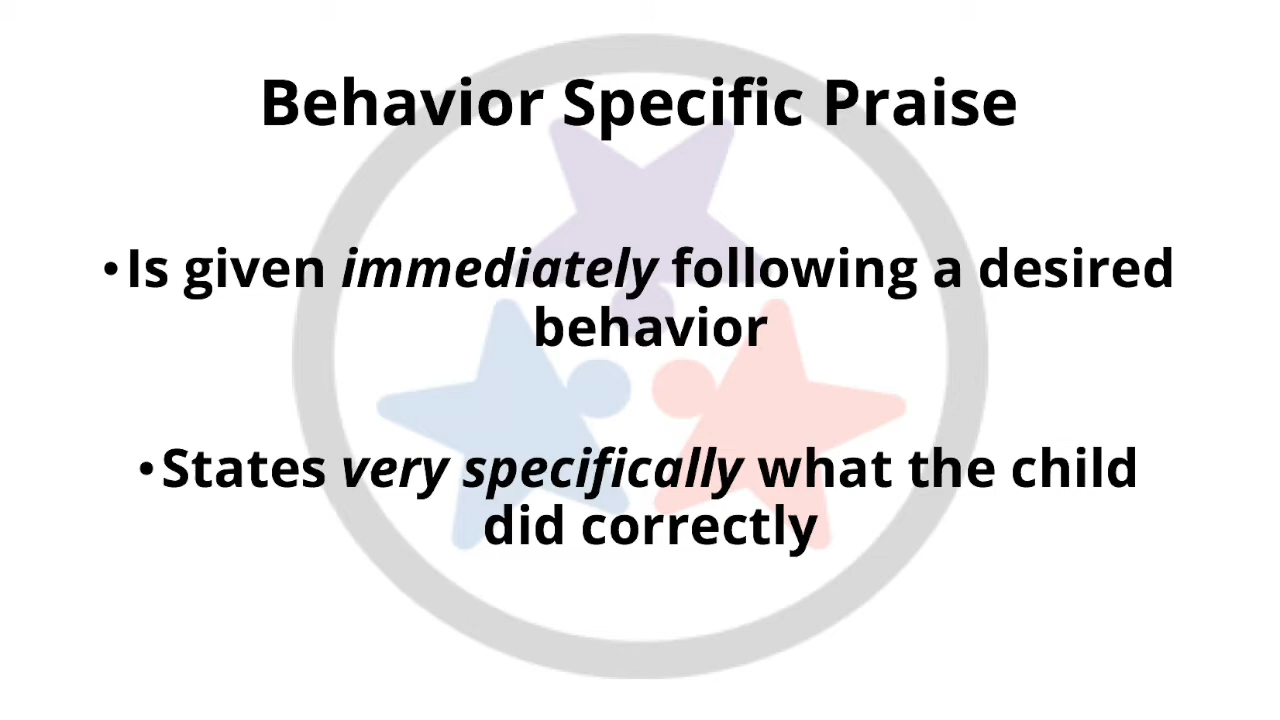 Behavior Specific Praise
•Is given immediately following a desired
behavior
•States very specifically what the child
did correctly